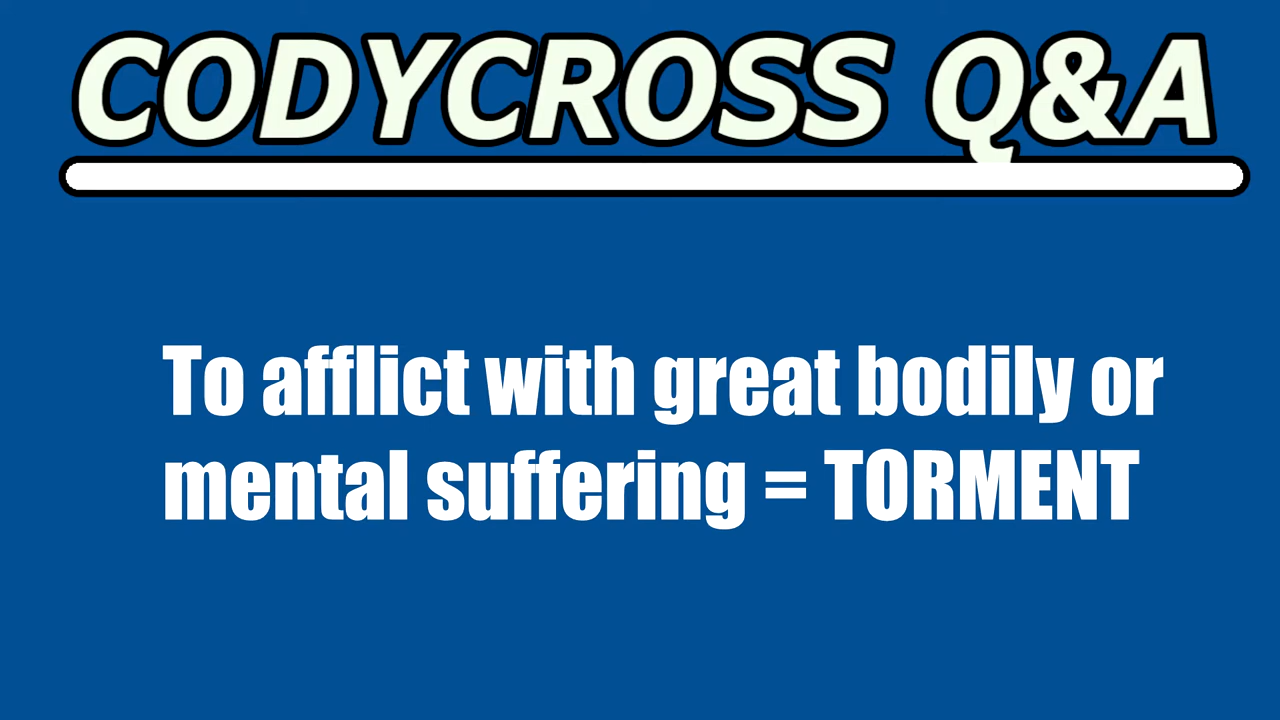 CODYCROSS Q&A
To afflict with great bodily or
mental suffering = TORMENT